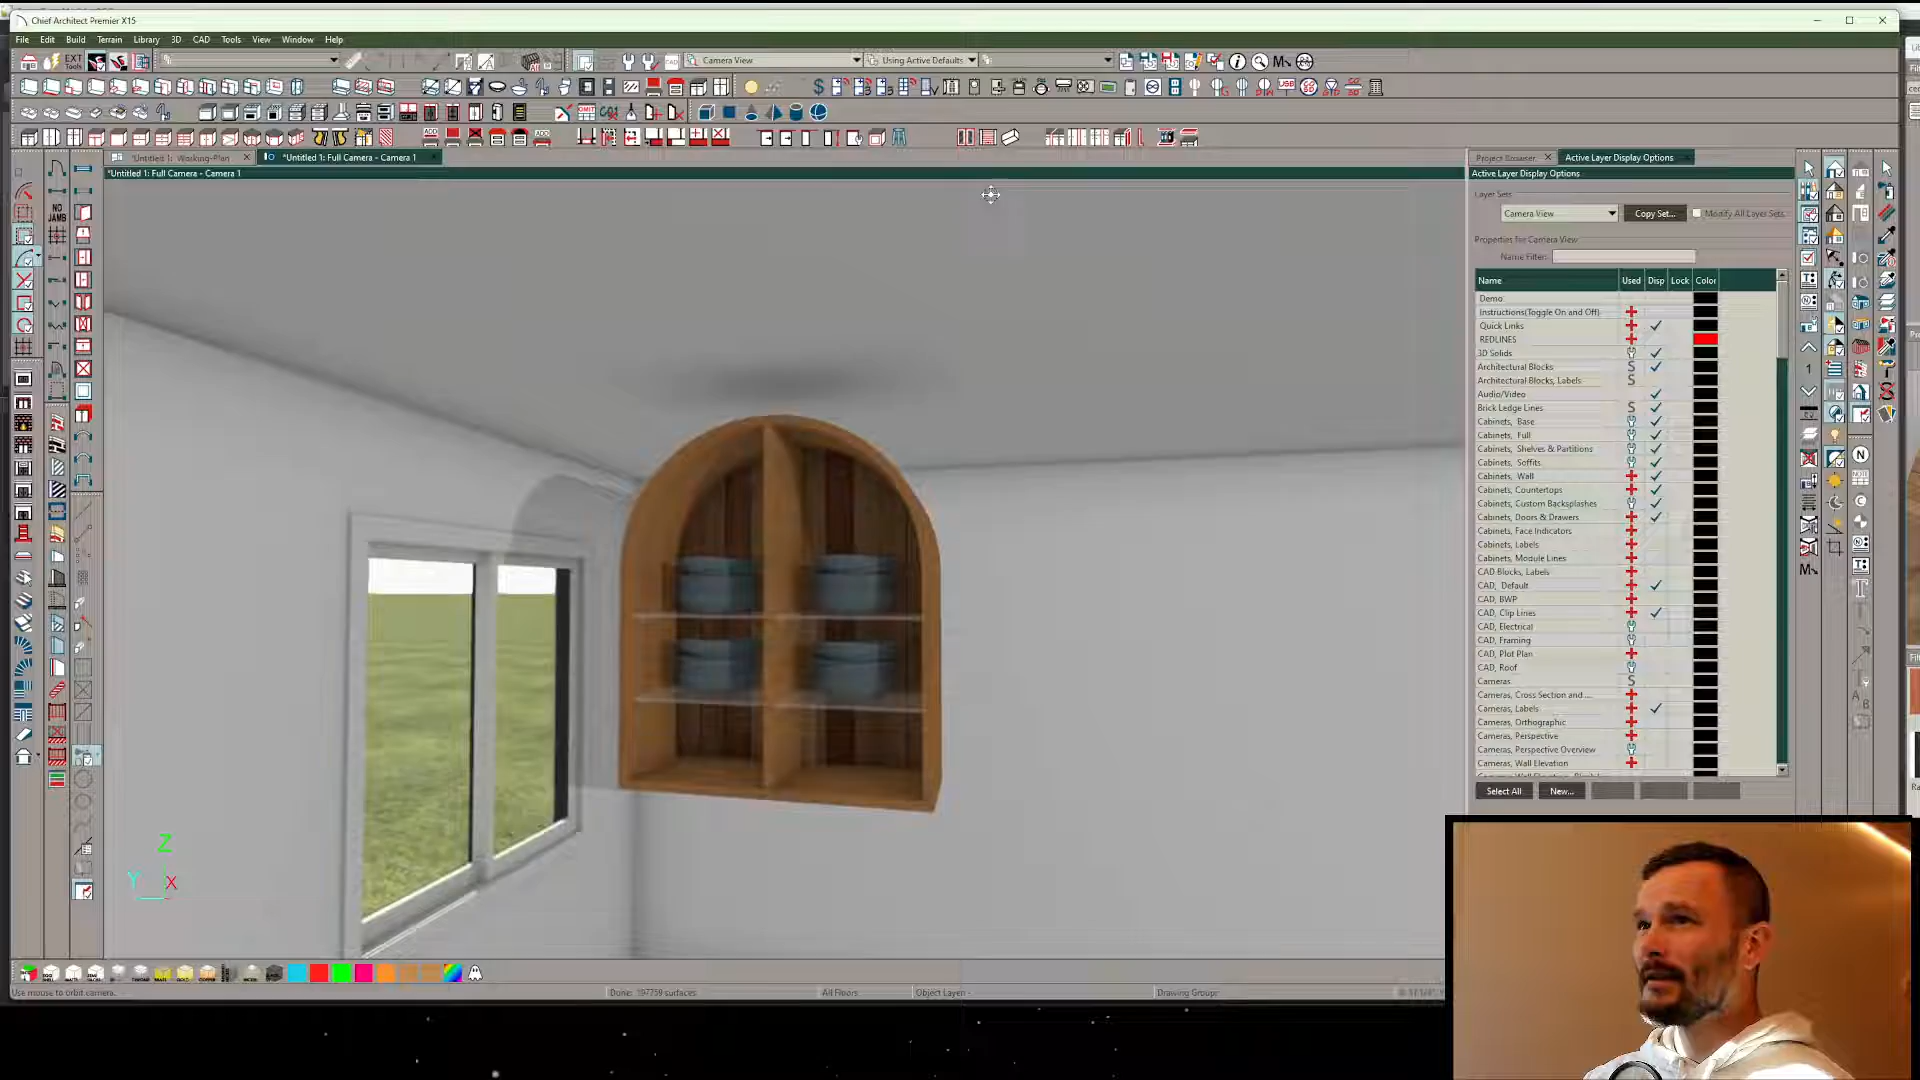 Chief Architect Premier X15
File Edit Build Terrain Library 3D CAD Tools View Window Help
EXT Tools Camera View Using Active Defaults
*Untitled 1: Working-Plan *Untitled 1: Full Camera - Camera 1 Project Browser Active Layer Display Options
*Untitled 1: Full Camera - Camera 1 Active Layer Display Options
Layer Sets
Camera View Copy Set... Modify All Layer Sets
NO JAMB
Properties for Camera View
Name Filter:
Name Used Disp Lock Color
Demo
Instructions(Toggle On and Off)
Quick Links
REDLINES
3D Solids
Architectural Blocks S
Architectural Blocks, Labels S
Audio/Video
Brick Ledge Lines S
Cabinets, Base
Cabinets, Full
Cabinets, Shelves & Partitions
Cabinets, Soffits
Cabinets, Wall
Cabinets, Countertops
Cabinets, Custom Backsplashes
Cabinets, Doors & Drawers
Cabinets, Face Indicators
Cabinets, Labels
Cabinets, Module Lines
CAD Blocks, Labels
CAD, Default
CAD, BWP
CAD, Clip Lines
CAD, Electrical
CAD, Framing
CAD, Plot Plan
CAD, Roof
Cameras S
Cameras, Cross Section and ...
Cameras, Labels
Cameras, Orthographic
Cameras, Perspective
Cameras, Perspective Overview
Cameras, Wall Elevation
Select All New...
Z
Y X
Use mouse to orbit camera. Done: 197759 surfaces All Floors Object Layer - Drawing Group: